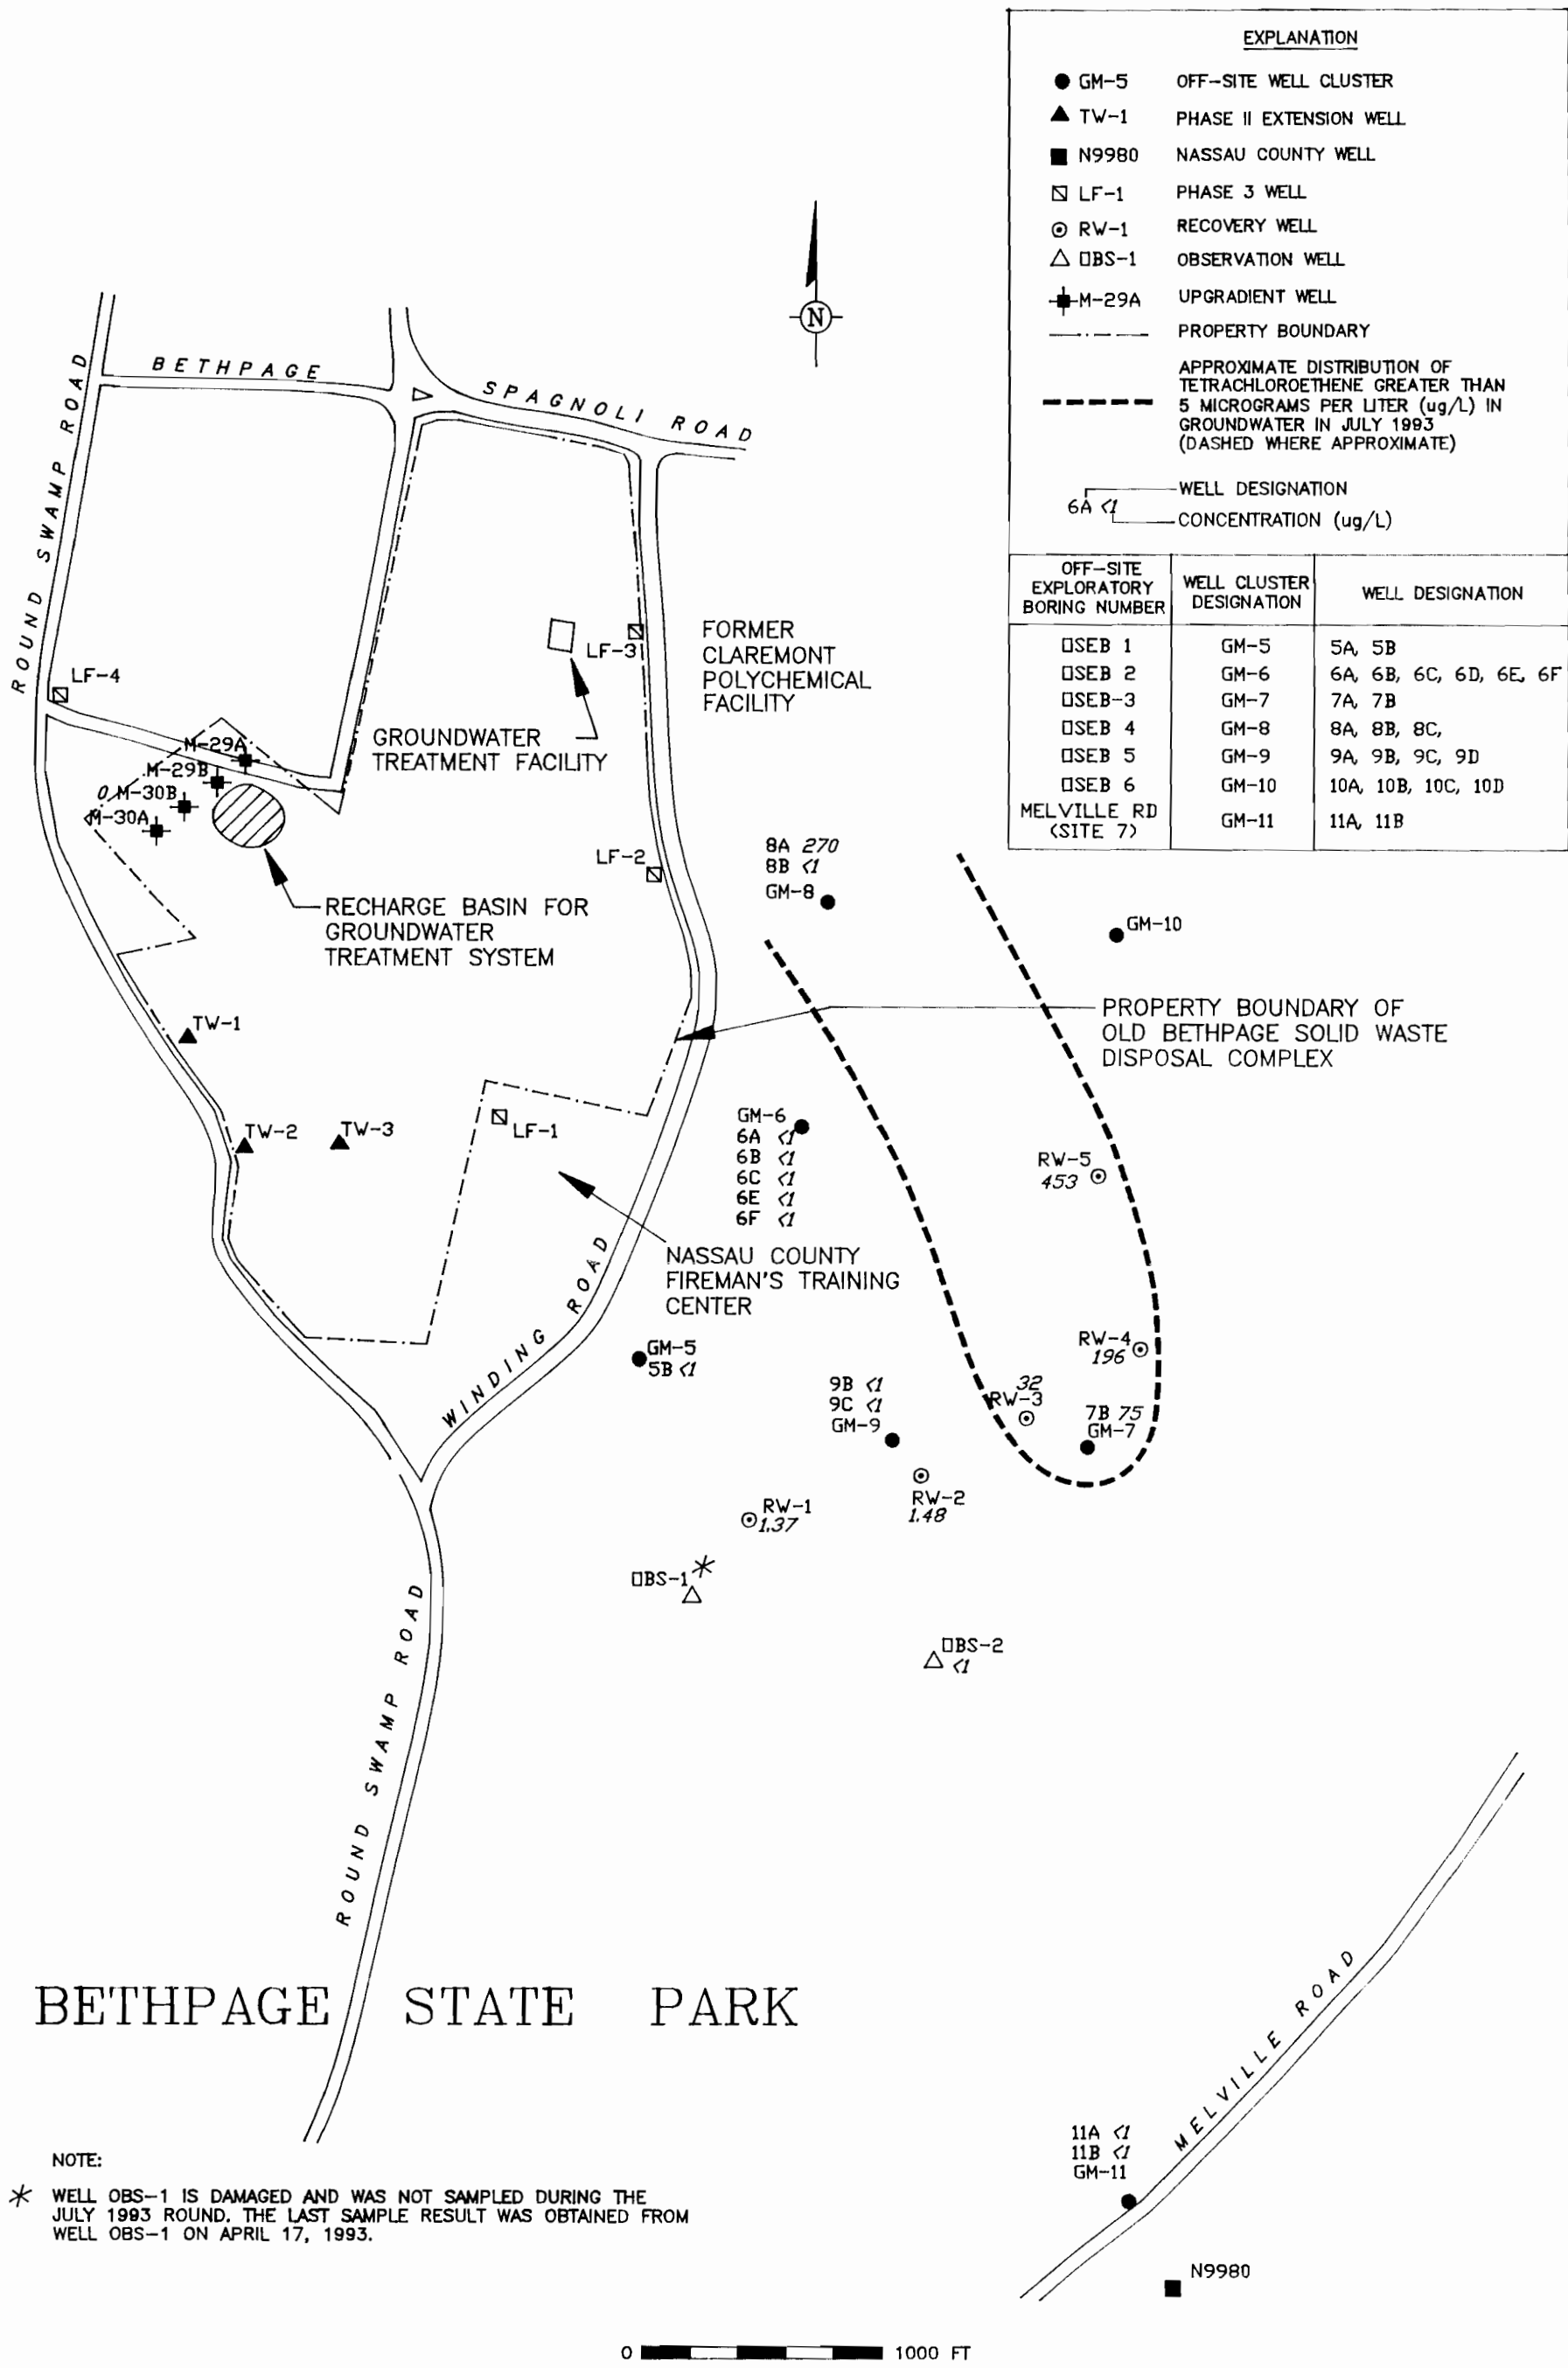 EXPLANATION
GM-5 OFF-SITE WELL CLUSTER
TW-1 PHASE II EXTENSION WELL
N9980 NASSAU COUNTY WELL
LF-1 PHASE 3 WELL
RW-1 RECOVERY WELL
OBS-1 OBSERVATION WELL
M-29A UPGRADIENT WELL
PROPERTY BOUNDARY
APPROXIMATE DISTRIBUTION OF
TETRACHLOROETHENE GREATER THAN
5 MICROGRAMS PER LITER (ug/L) IN
GROUNDWATER IN JULY 1993
(DASHED WHERE APPROXIMATE)
WELL DESIGNATION
6A <1
CONCENTRATION (ug/L)
OFF-SITE
EXPLORATORY
BORING NUMBER
WELL CLUSTER
DESIGNATION
WELL DESIGNATION
OSEB 1 GM-5 5A, 5B
OSEB 2 GM-6 6A, 6B, 6C, 6D, 6E, 6F
OSEB-3 GM-7 7A, 7B
OSEB 4 GM-8 8A, 8B, 8C,
OSEB 5 GM-9 9A, 9B, 9C, 9D
OSEB 6 GM-10 10A, 10B, 10C, 10D
MELVILLE RD
(SITE 7)
GM-11 11A, 11B
N
BETHPAGE
SPAGNOLI ROAD
ROUND SWAMP ROAD
LF-4
LF-3
FORMER
CLAREMONT
POLYCHEMICAL
FACILITY
GROUNDWATER
TREATMENT FACILITY
M-29A
M-29B
0 M-30B
M-30A
LF-2
RECHARGE BASIN FOR
GROUNDWATER
TREATMENT SYSTEM
8A 270
8B <1
GM-8
GM-10
PROPERTY BOUNDARY OF
OLD BETHPAGE SOLID WASTE
DISPOSAL COMPLEX
TW-1
TW-2
TW-3
LF-1
GM-6
6A <1
6B <1
6C <1
6E <1
6F <1
RW-5
453
NASSAU COUNTY
FIREMAN'S TRAINING
CENTER
WINDING ROAD
GM-5
5B <1
RW-4
196
9B <1
9C <1
GM-9
32
RW-3
7B 75
GM-7
RW-2
1.48
RW-1
1.37
OBS-1 *
OBS-2
<1
ROUND SWAMP ROAD
BETHPAGE STATE PARK
MELVILLE ROAD
11A <1
11B <1
GM-11
N9980
NOTE:
* WELL OBS-1 IS DAMAGED AND WAS NOT SAMPLED DURING THE
JULY 1993 ROUND. THE LAST SAMPLE RESULT WAS OBTAINED FROM
WELL OBS-1 ON APRIL 17, 1993.
0 1000 FT